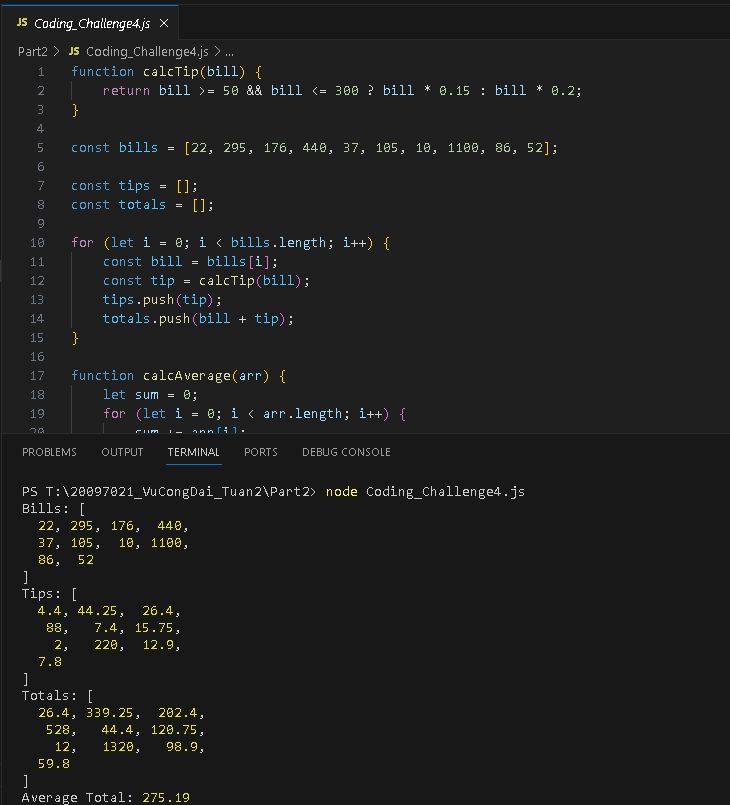 JS Coding_Challenge4.js ×
Part2 > JS Coding_Challenge4.js > ...
1 function calcTip(bill) {
2     return bill >= 50 && bill <= 300 ? bill * 0.15 : bill * 0.2;
3 }
4
5 const bills = [22, 295, 176, 440, 37, 105, 10, 1100, 86, 52];
6
7 const tips = [];
8 const totals = [];
9
10 for (let i = 0; i < bills.length; i++) {
11     const bill = bills[i];
12     const tip = calcTip(bill);
13     tips.push(tip);
14     totals.push(bill + tip);
15 }
16
17 function calcAverage(arr) {
18     let sum = 0;
19     for (let i = 0; i < arr.length; i++) {
20         sum += arr[i];
PROBLEMS OUTPUT TERMINAL PORTS DEBUG CONSOLE
PS T:\20097021_VuCongDai_Tuan2\Part2> node Coding_Challenge4.js
Bills: [
  22, 295, 176,  440,
  37, 105,  10, 1100,
  86,  52
]
Tips: [
  4.4, 44.25,  26.4,
   88,   7.4, 15.75,
    2,   220,  12.9,
  7.8
]
Totals: [
  26.4, 339.25,  202.4,
   528,   44.4, 120.75,
    12,   1320,   98.9,
  59.8
]
Average Total: 275.19